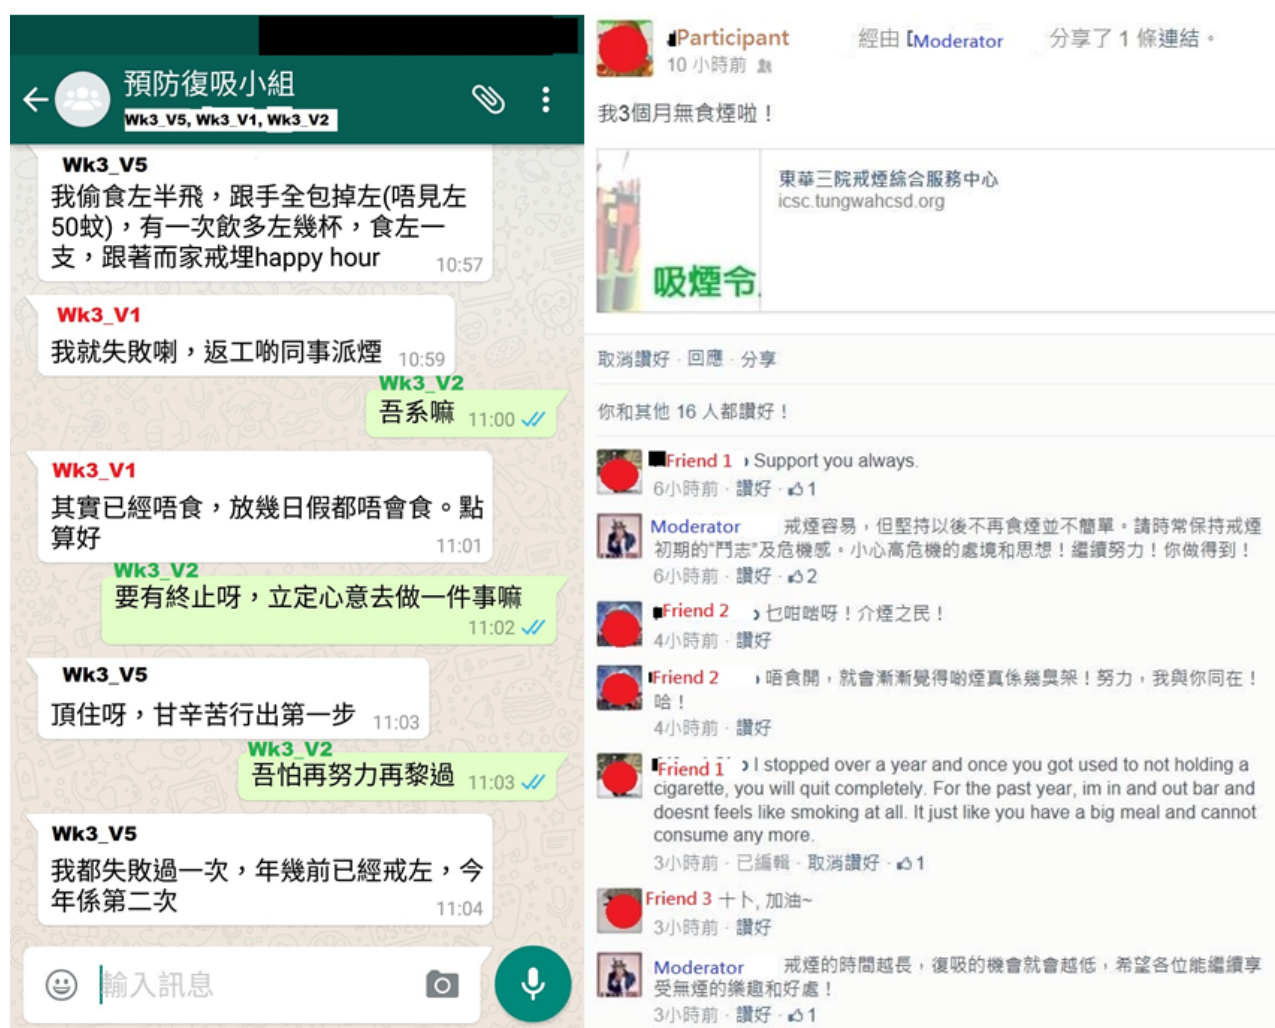 預防復吸小組
Wk3_V5, Wk3_V1, Wk3_V2
Wk3_V5
我偷食左半飛，跟手全包掉左(唔見左
50蚊)，有一次飲多左幾杯，食左一
支，跟著而家戒埋happy hour
10:57
Wk3_V1
我就失敗喇，返工啲同事派煙 10:59
Wk3_V2
吾系嘛 11:00
Wk3_V1
其實已經唔食，放幾日假都唔會食。點
算好
11:01
Wk3_V2
要有終止呀，立定心意去做一件事嘛
11:02
Wk3_V5
頂住呀，甘辛苦行出第一步 11:03
Wk3_V2
吾怕再努力再黎過 11:03
Wk3_V5
我都失敗過一次，年幾前已經戒左，今
年係第二次
11:04
輸入訊息
Participant 經由 Moderator 分享了 1 條連結。
10 小時前
我3個月無食煙啦！
東華三院戒煙綜合服務中心
icsc.tungwahcsd.org
吸煙令
取消讚好 · 回應 · 分享
你和其他 16 人都讚好！
Friend 1 Support you always.
6小時前 · 讚好 · 1
Moderator 戒煙容易，但堅持以後不再食煙並不簡單。請時常保持戒煙
初期的“鬥志”及危機感。小心高危機的處境和思想！繼續努力！你做得到！
6小時前 · 讚好 · 2
Friend 2 乜咁啱呀！介煙之民！
4小時前 · 讚好
Friend 2 唔食開，就會漸漸覺得啲煙真係幾臭架！努力，我與你同在！
哈！
4小時前 · 讚好
Friend 1 I stopped over a year and once you got used to not holding a
cigarette, you will quit completely. For the past year, im in and out bar and
doesnt feels like smoking at all. It just like you have a big meal and cannot
consume any more.
3小時前 · 已編輯 · 取消讚好 · 1
Friend 3 十卜, 加油~
3小時前 · 讚好
Moderator 戒煙的時間越長，復吸的機會就會越低，希望各位能繼續享
受無煙的樂趣和好處！
3小時前 · 讚好 · 1